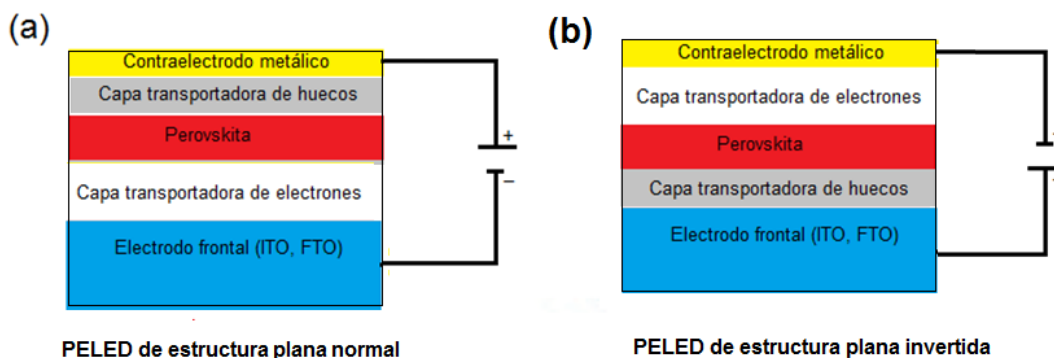 (a)
Contraelectrodo metálico
Capa transportadora de huecos
Perovskita
Capa transportadora de electrones
Electrodo frontal (ITO, FTO)
+
–
PELED de estructura plana normal
(b)
Contraelectrodo metálico
Capa transportadora de electrones
Perovskita
Capa transportadora de huecos
Electrodo frontal (ITO, FTO)
PELED de estructura plana invertida